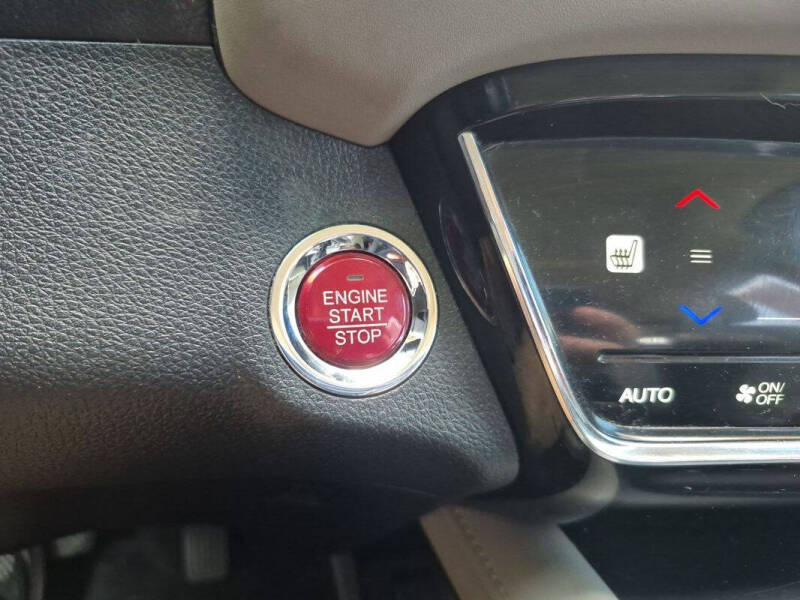 ENGINE
START
STOP
AUTO
ON/
OFF